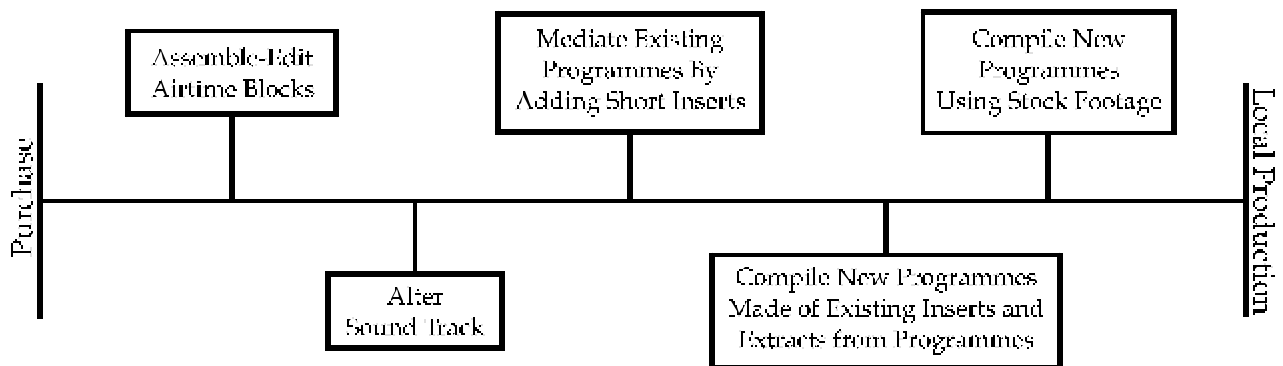 Purchase
Assemble-Edit
Airtime Blocks
Alter
Sound Track
Mediate Existing
Programmes By
Adding Short Inserts
Compile New Programmes
Made of Existing Inserts and
Extracts from Programmes
Compile New
Programmes
Using Stock Footage
Local Production